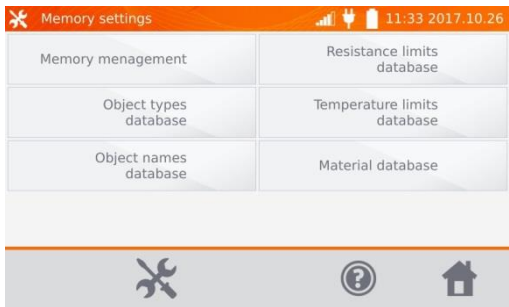 Memory settings
11:33 2017.10.26
Memory menagement
Resistance limits
database
Object types
database
Temperature limits
database
Object names
database
Material database
?